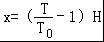 x= (T/T₀ −1) H